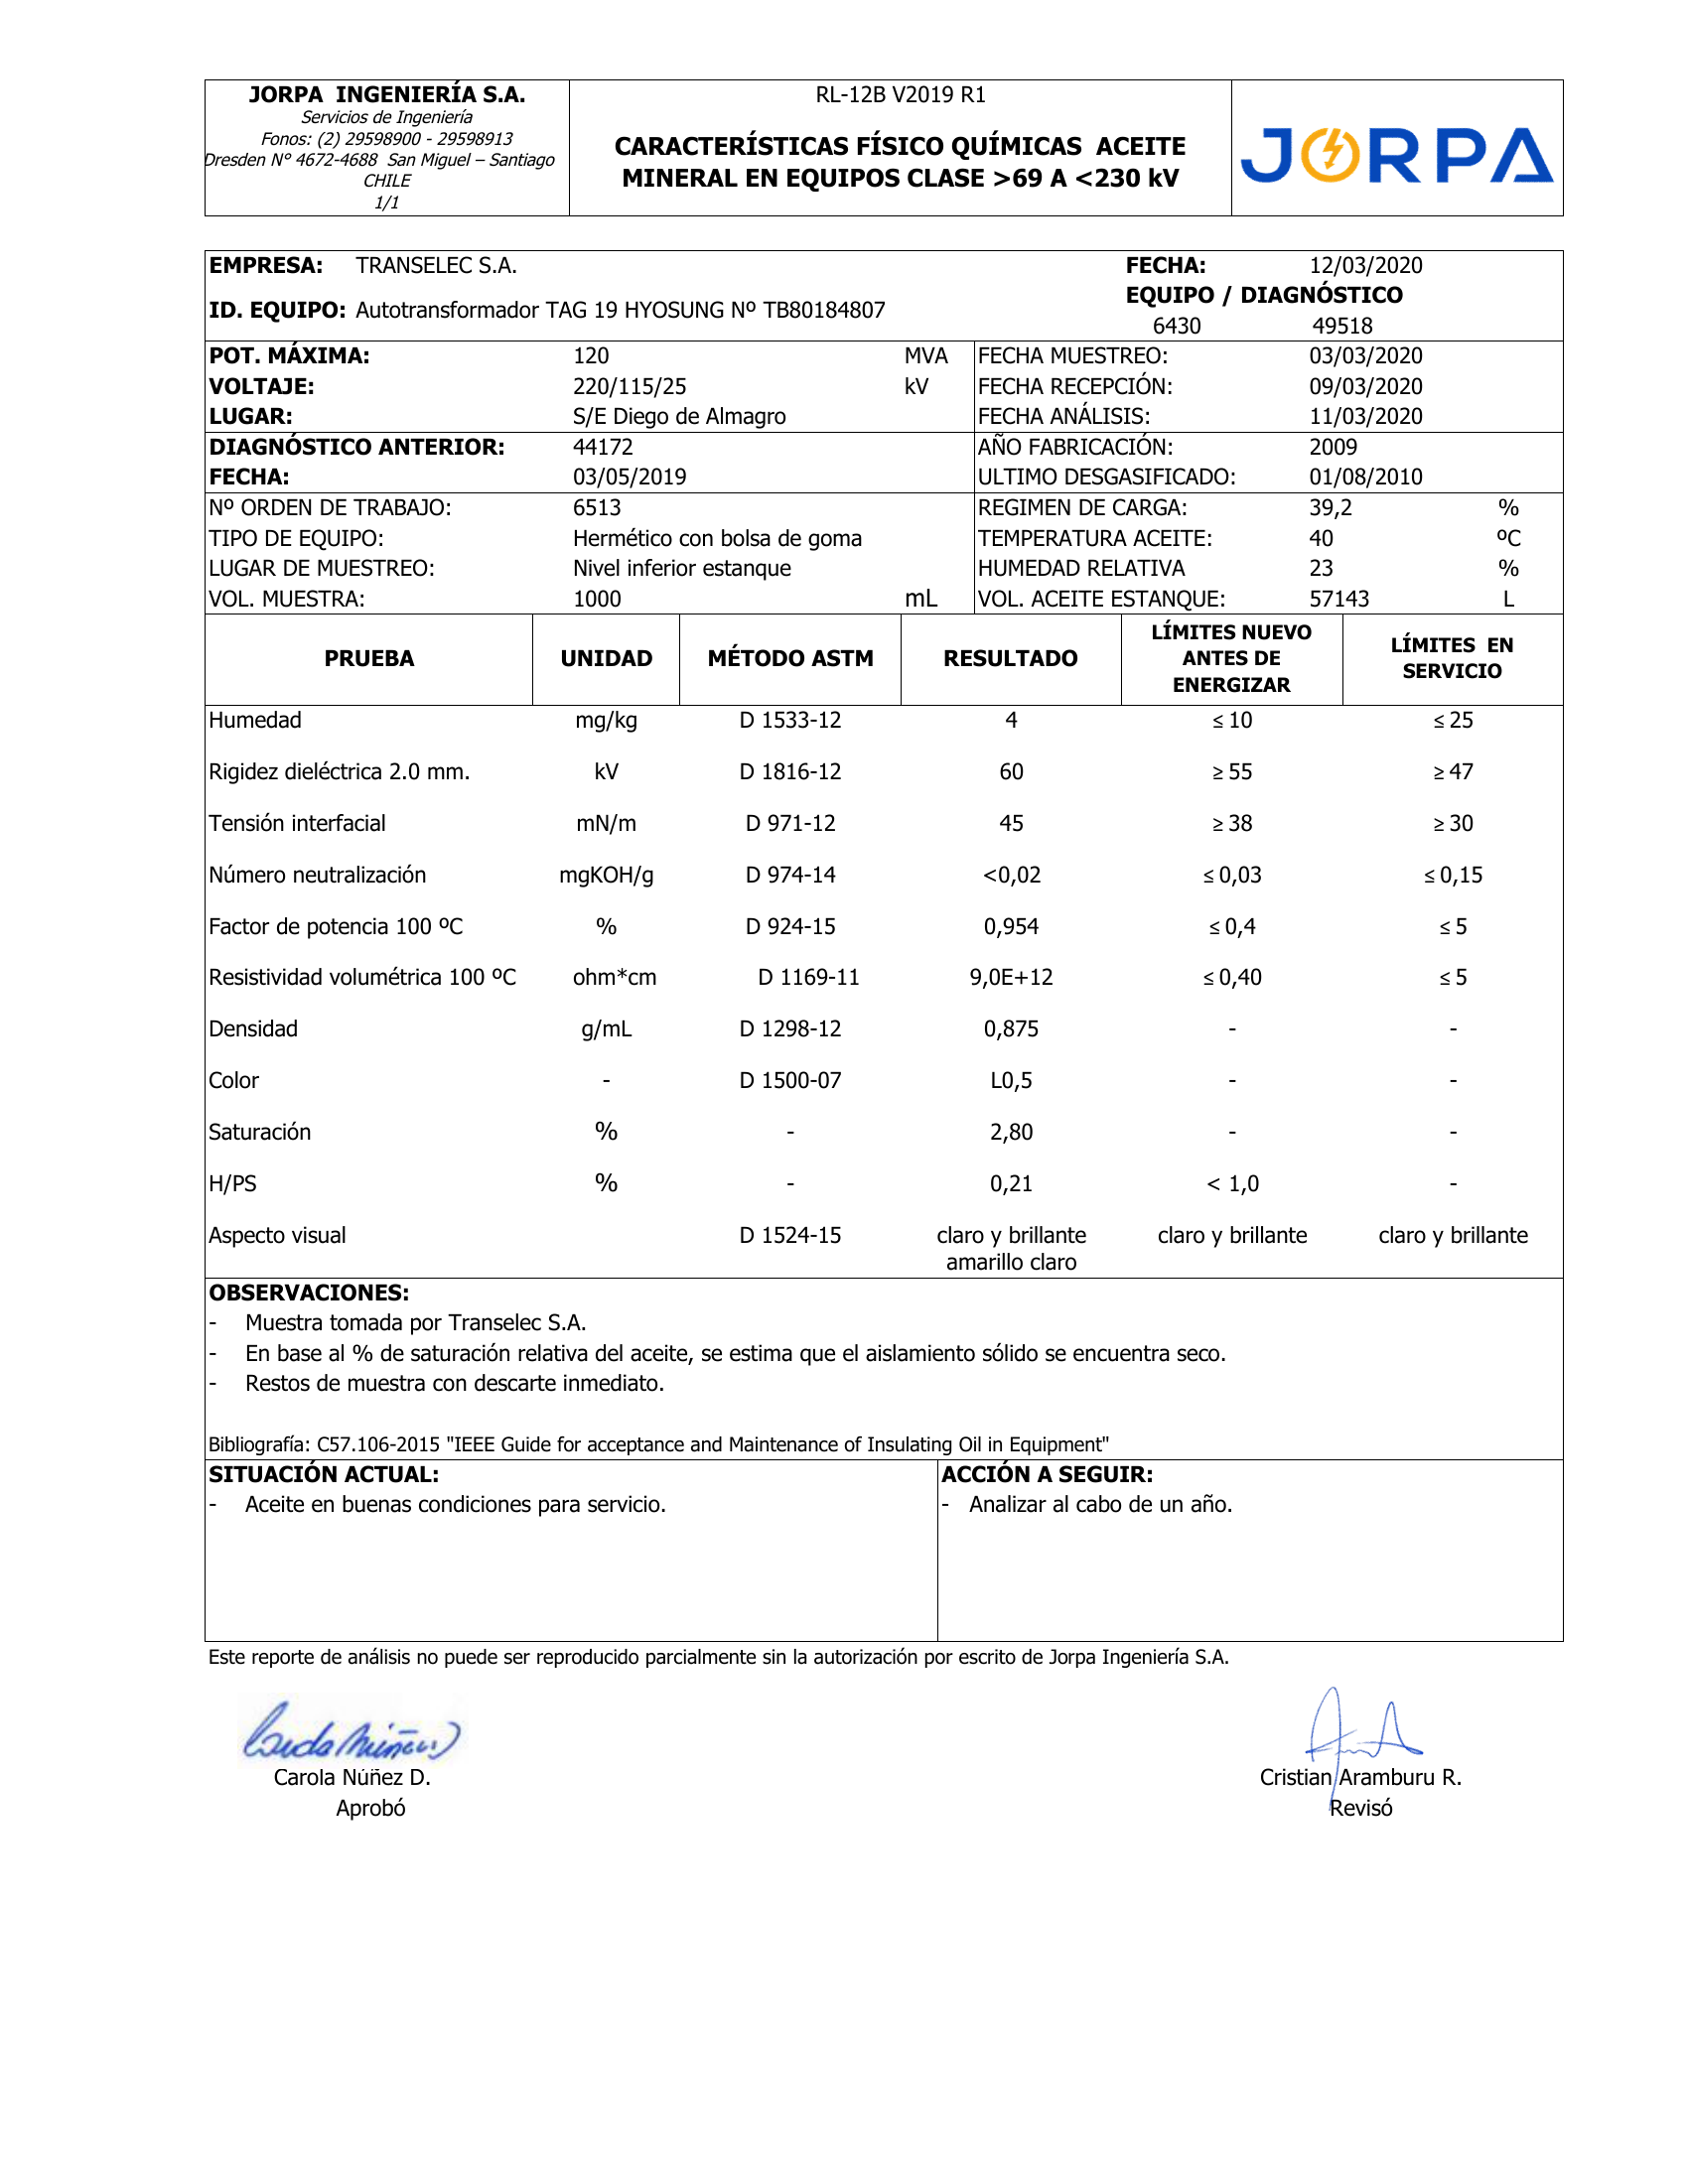 JORPA INGENIERÍA S.A.
Servicios de Ingeniería
Fonos: (2) 29598900 - 29598913
Dresden N° 4672-4688 San Miguel – Santiago
CHILE
1/1
RL-12B V2019 R1
CARACTERÍSTICAS FÍSICO QUÍMICAS ACEITE
MINERAL EN EQUIPOS CLASE >69 A <230 kV
JORPA
EMPRESA: TRANSELEC S.A. FECHA: 12/03/2020
EQUIPO / DIAGNÓSTICO
ID. EQUIPO: Autotransformador TAG 19 HYOSUNG Nº TB80184807
6430 49518
POT. MÁXIMA: 120 MVA FECHA MUESTREO: 03/03/2020
VOLTAJE: 220/115/25 kV FECHA RECEPCIÓN: 09/03/2020
LUGAR: S/E Diego de Almagro FECHA ANÁLISIS: 11/03/2020
DIAGNÓSTICO ANTERIOR: 44172 AÑO FABRICACIÓN: 2009
FECHA: 03/05/2019 ULTIMO DESGASIFICADO: 01/08/2010
Nº ORDEN DE TRABAJO: 6513 REGIMEN DE CARGA: 39,2 %
TIPO DE EQUIPO: Hermético con bolsa de goma TEMPERATURA ACEITE: 40 ºC
LUGAR DE MUESTREO: Nivel inferior estanque HUMEDAD RELATIVA 23 %
VOL. MUESTRA: 1000 mL VOL. ACEITE ESTANQUE: 57143 L
PRUEBA UNIDAD MÉTODO ASTM RESULTADO LÍMITES NUEVO ANTES DE ENERGIZAR LÍMITES EN SERVICIO
Humedad mg/kg D 1533-12 4 ≤ 10 ≤ 25
Rigidez dieléctrica 2.0 mm. kV D 1816-12 60 ≥ 55 ≥ 47
Tensión interfacial mN/m D 971-12 45 ≥ 38 ≥ 30
Número neutralización mgKOH/g D 974-14 <0,02 ≤ 0,03 ≤ 0,15
Factor de potencia 100 ºC % D 924-15 0,954 ≤ 0,4 ≤ 5
Resistividad volumétrica 100 ºC ohm*cm D 1169-11 9,0E+12 ≤ 0,40 ≤ 5
Densidad g/mL D 1298-12 0,875 - -
Color - D 1500-07 L0,5 - -
Saturación % - 2,80 - -
H/PS % - 0,21 < 1,0 -
Aspecto visual D 1524-15 claro y brillante claro y brillante claro y brillante
amarillo claro
OBSERVACIONES:
- Muestra tomada por Transelec S.A.
- En base al % de saturación relativa del aceite, se estima que el aislamiento sólido se encuentra seco.
- Restos de muestra con descarte inmediato.
Bibliografía: C57.106-2015 "IEEE Guide for acceptance and Maintenance of Insulating Oil in Equipment"
SITUACIÓN ACTUAL: ACCIÓN A SEGUIR:
- Aceite en buenas condiciones para servicio. - Analizar al cabo de un año.
Este reporte de análisis no puede ser reproducido parcialmente sin la autorización por escrito de Jorpa Ingeniería S.A.
Carola Núñez D. Cristian Aramburu R.
Aprobó Revisó